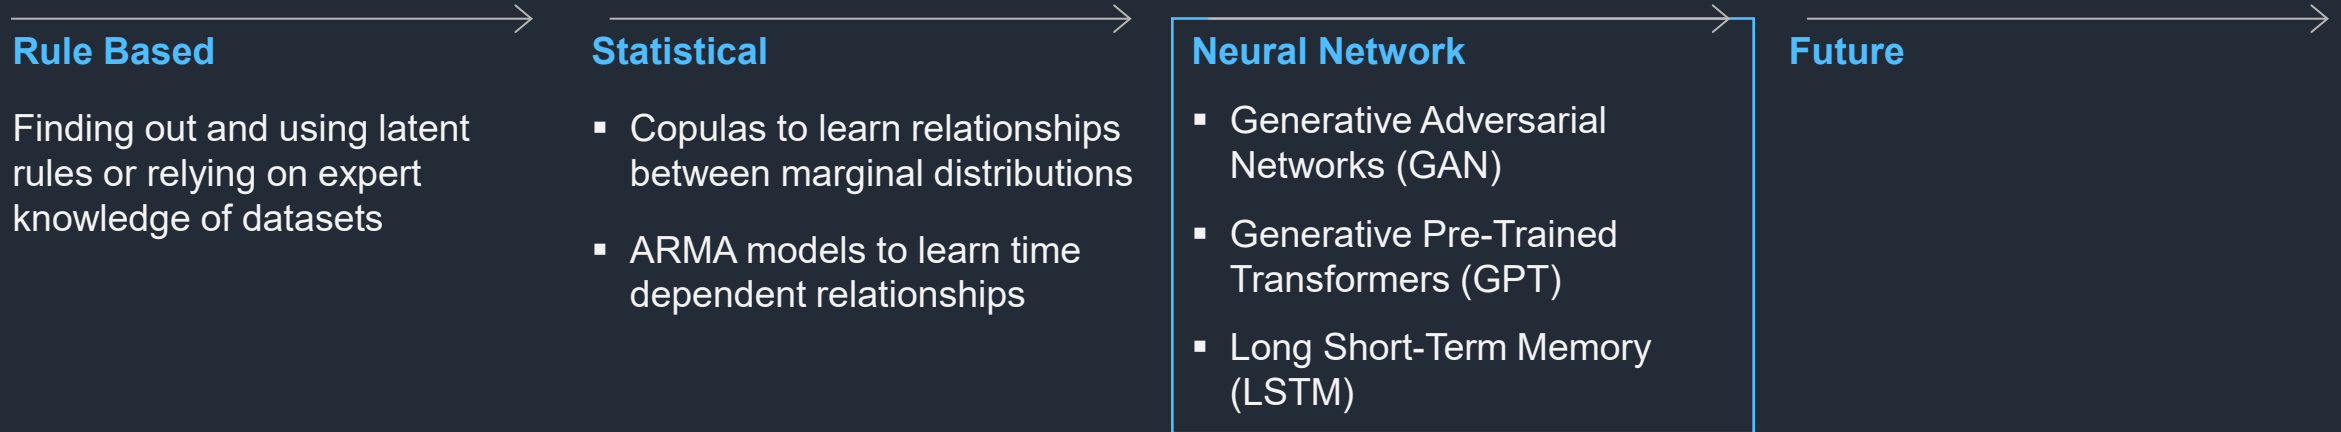 Rule Based
Finding out and using latent
rules or relying on expert
knowledge of datasets
Statistical
▪ Copulas to learn relationships
between marginal distributions
▪ ARMA models to learn time
dependent relationships
Neural Network
▪ Generative Adversarial
Networks (GAN)
▪ Generative Pre-Trained
Transformers (GPT)
▪ Long Short-Term Memory
(LSTM)
Future